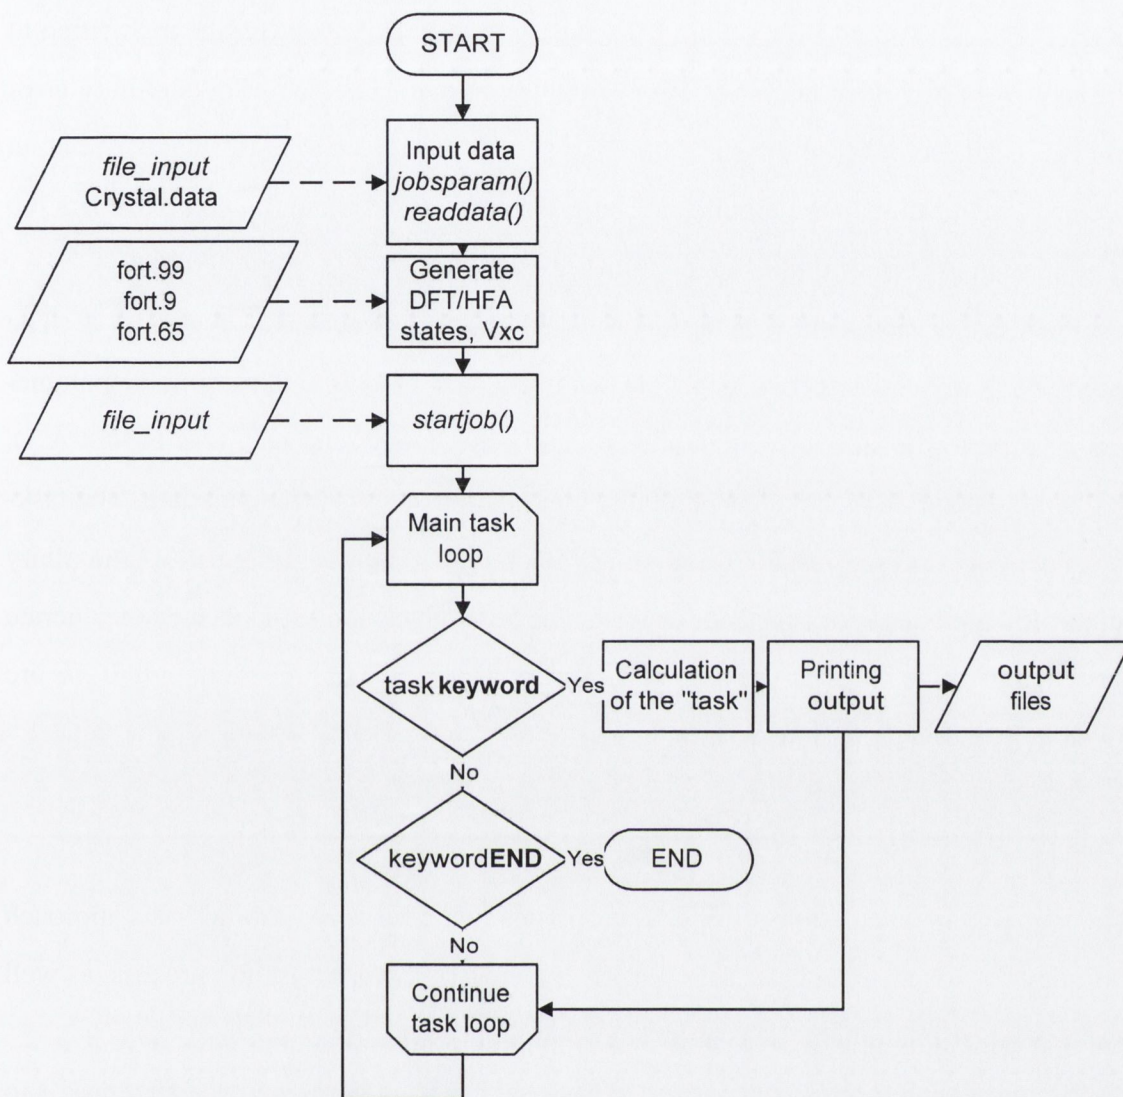 START
file_input
Crystal.data
Input data
jobsparam()
readdata()
fort.99
fort.9
fort.65
Generate
DFT/HFA
states, Vxc
file_input
startjob()
Main task
loop
task keyword
Yes
Calculation
of the "task"
Printing
output
output
files
No
keywordEND
Yes
END
No
Continue
task loop